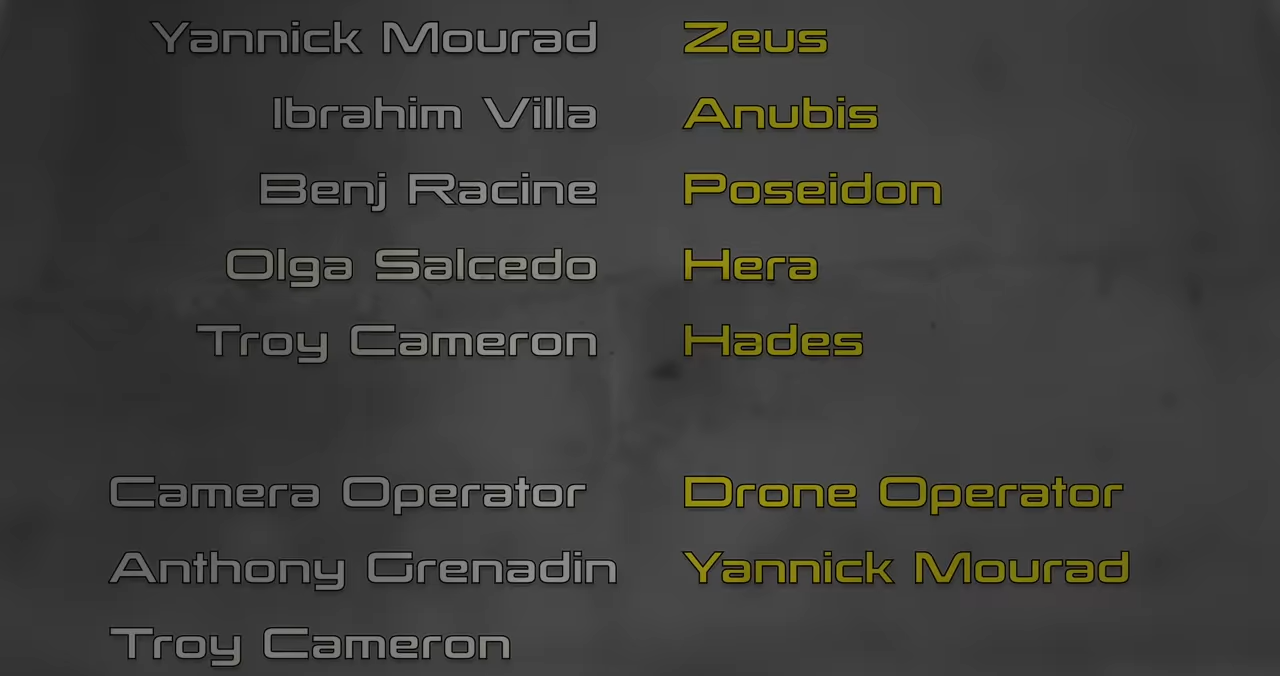 Yannick Mourad Zeus
Ibrahim Villa Anubis
Benj Racine Poseidon
Olga Salcedo Hera
Troy Cameron Hades
Camera Operator Drone Operator
Anthony Grenadin Yannick Mourad
Troy Cameron